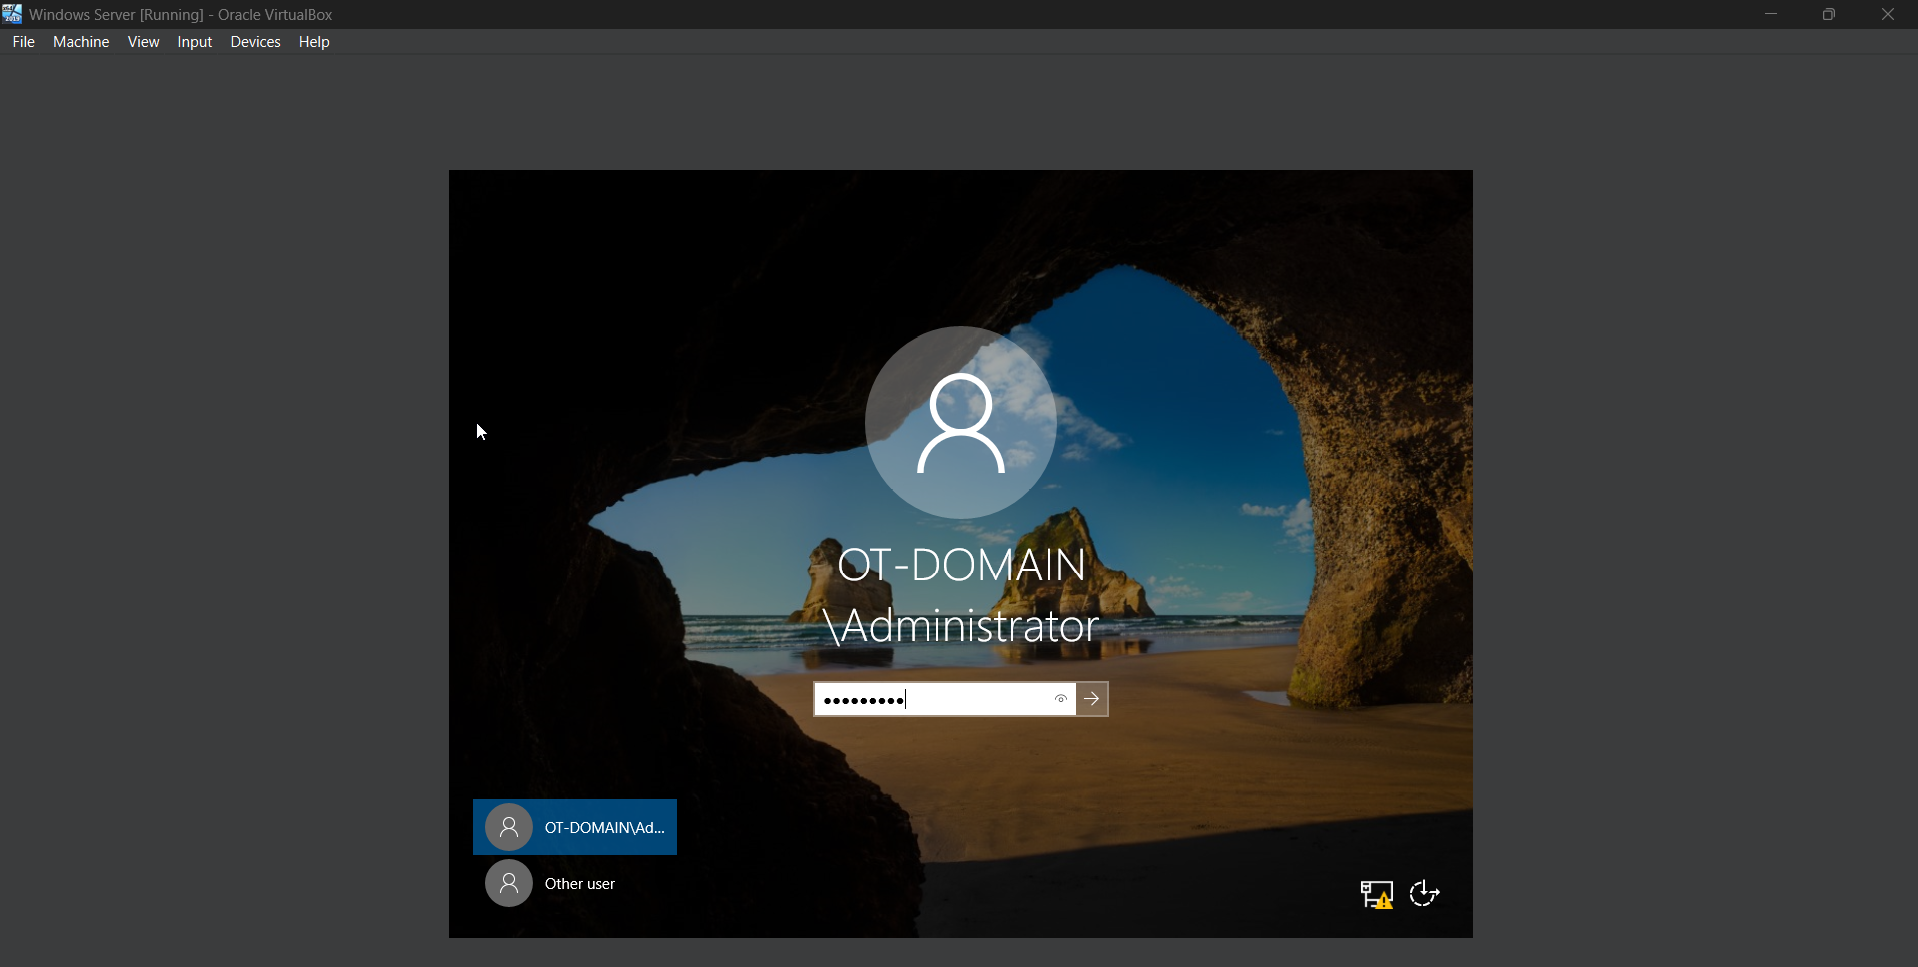 Windows Server [Running] - Oracle VirtualBox
File Machine View Input Devices Help
OT-DOMAIN
\Administrator
OT-DOMAIN\Ad...
Other user